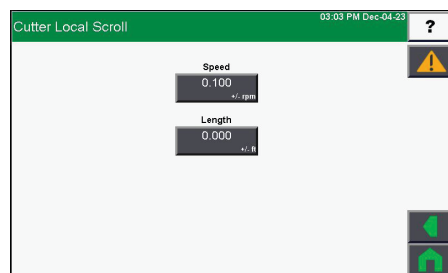 Cutter Local Scroll
03:03 PM Dec-04-23
?
Speed
0.100
+/- rpm
Length
0.000
+/- ft